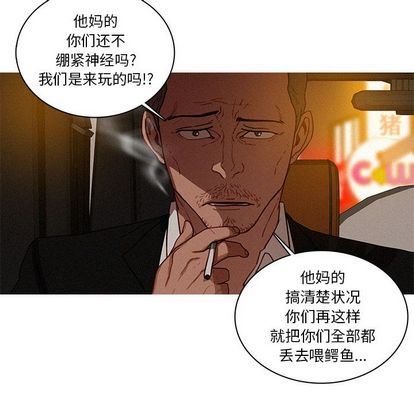 他妈的
你们还不
绷紧神经吗?
我们是来玩的吗!?
猪
COW
他妈的
搞清楚状况
你们再这样
就把你们全部都
丢去喂鳄鱼...